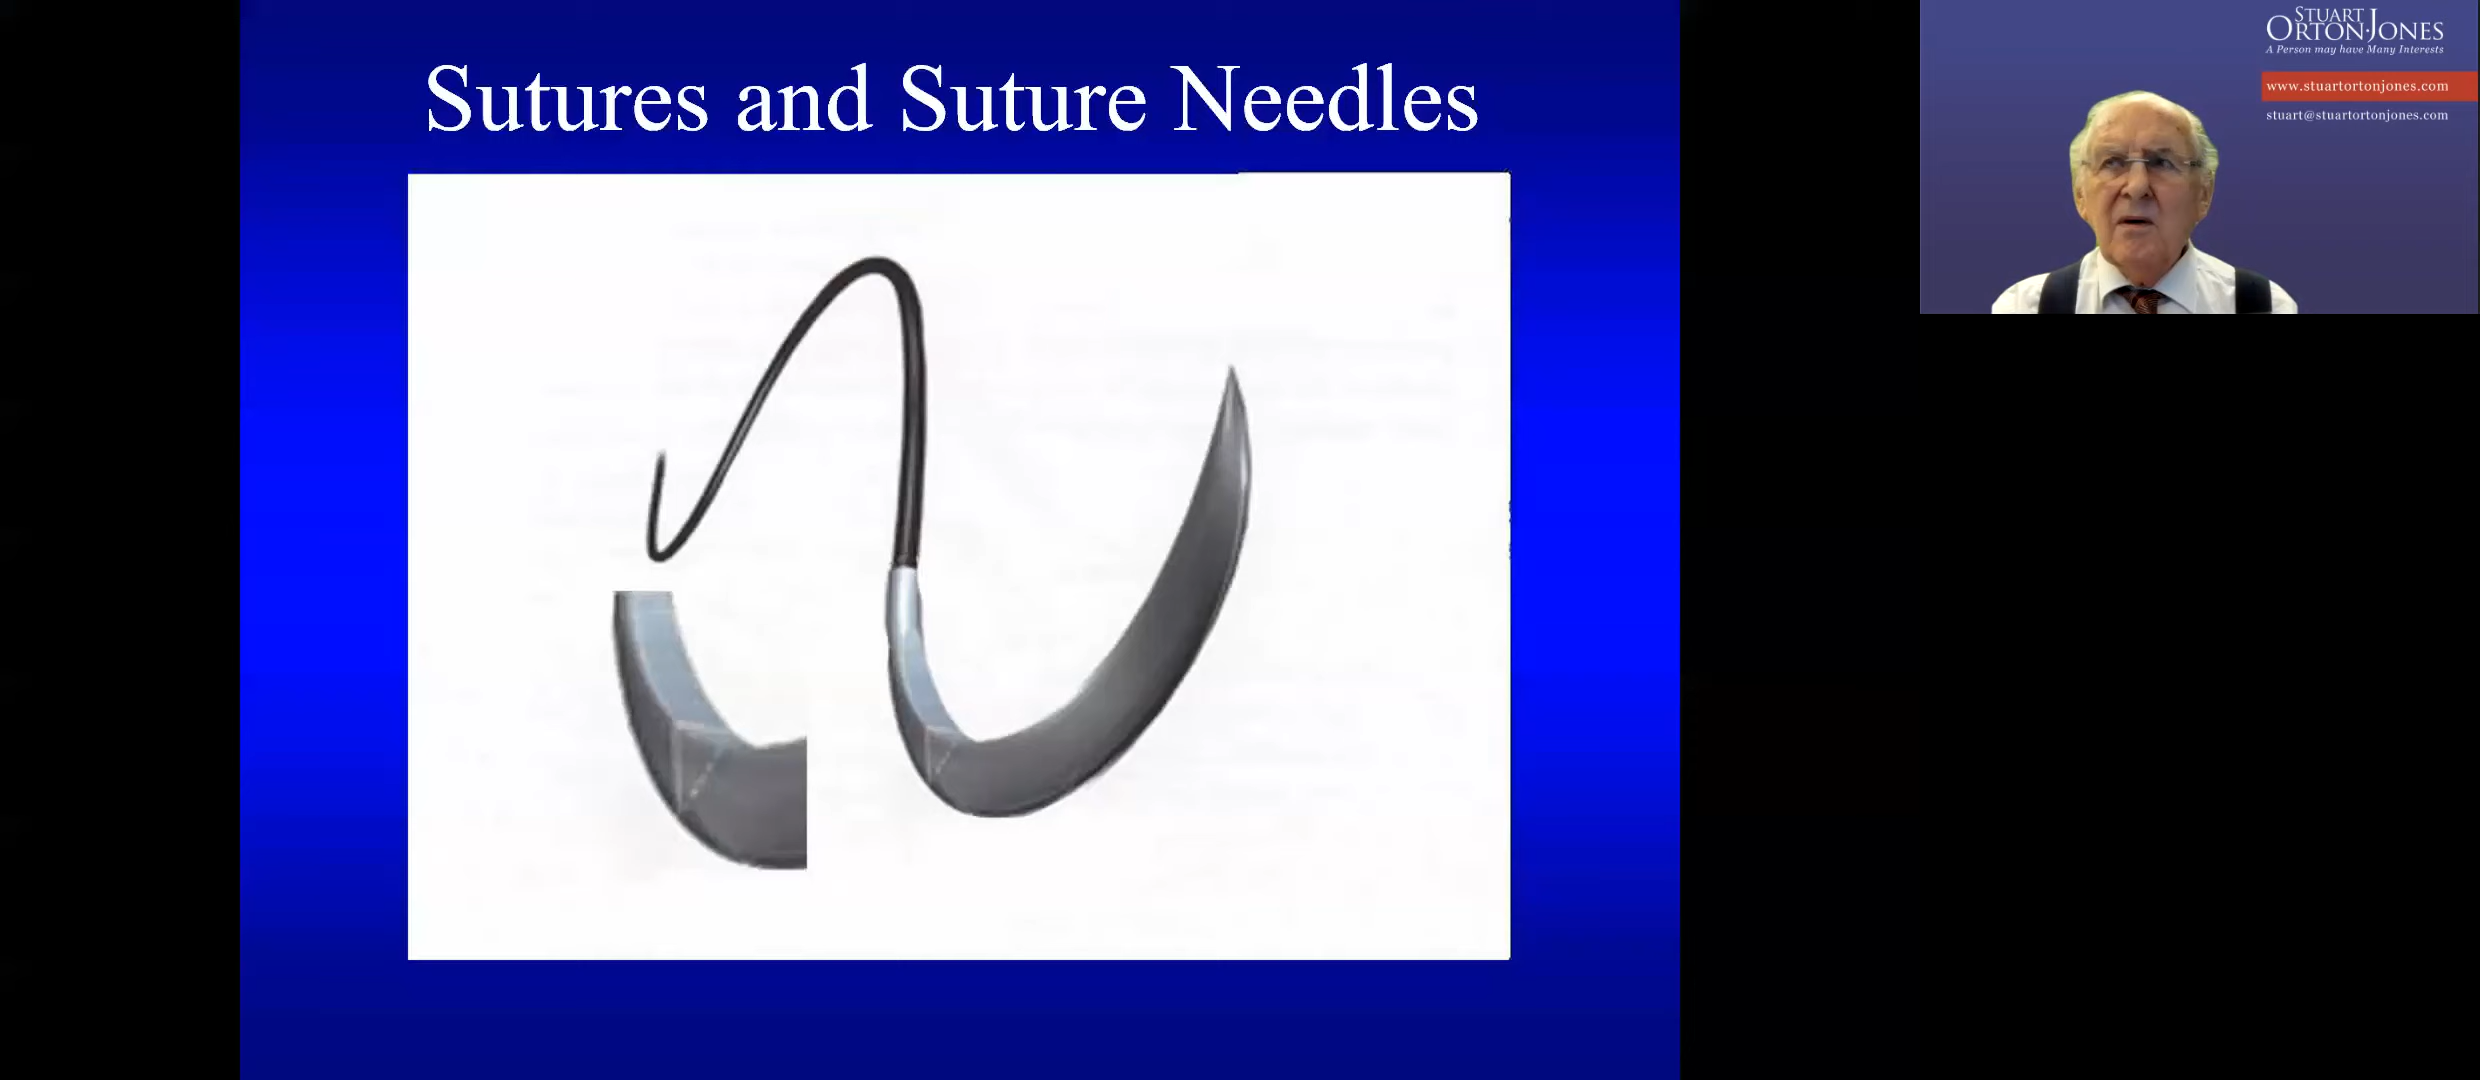 Sutures and Suture Needles
STUART
ORTON·JONES
A Person may have Many Interests
www.stuartortonjones.com
stuart@stuartortonjones.com